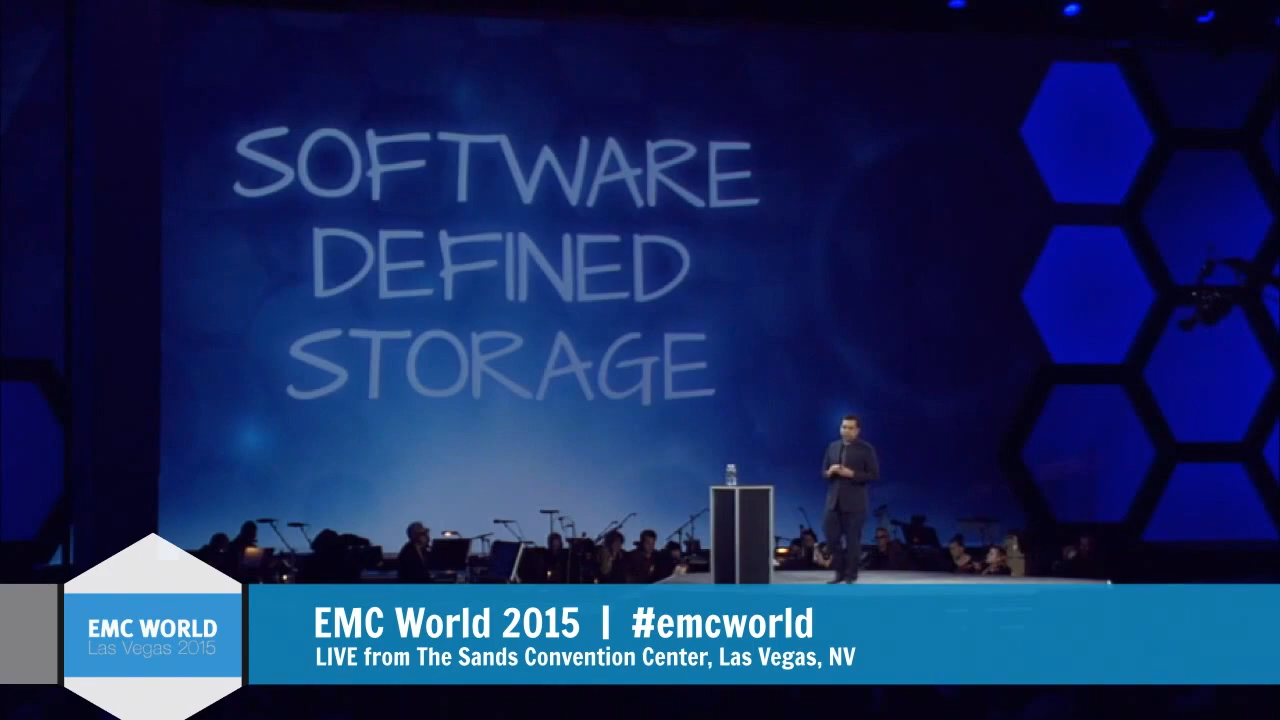 SOFTWARE
DEFINED
STORAGE
EMC WORLD
Las Vegas 2015
EMC World 2015 | #emcworld
LIVE from The Sands Convention Center, Las Vegas, NV